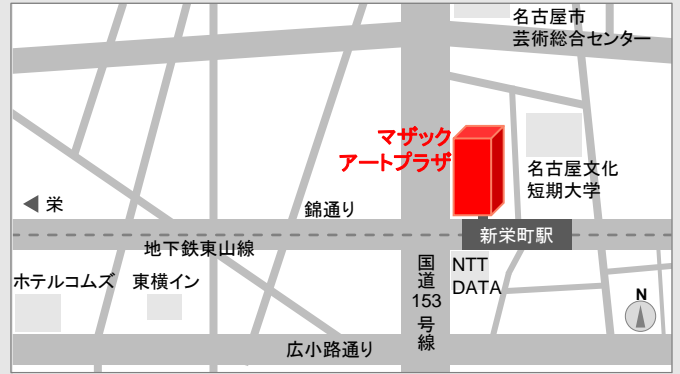 名古屋市
芸術総合センター
マザック
アートプラザ
名古屋文化
短期大学
栄
錦通り
新栄町駅
地下鉄東山線
ホテルコムズ
東横イン
国道153号線
NTT
DATA
N
広小路通り